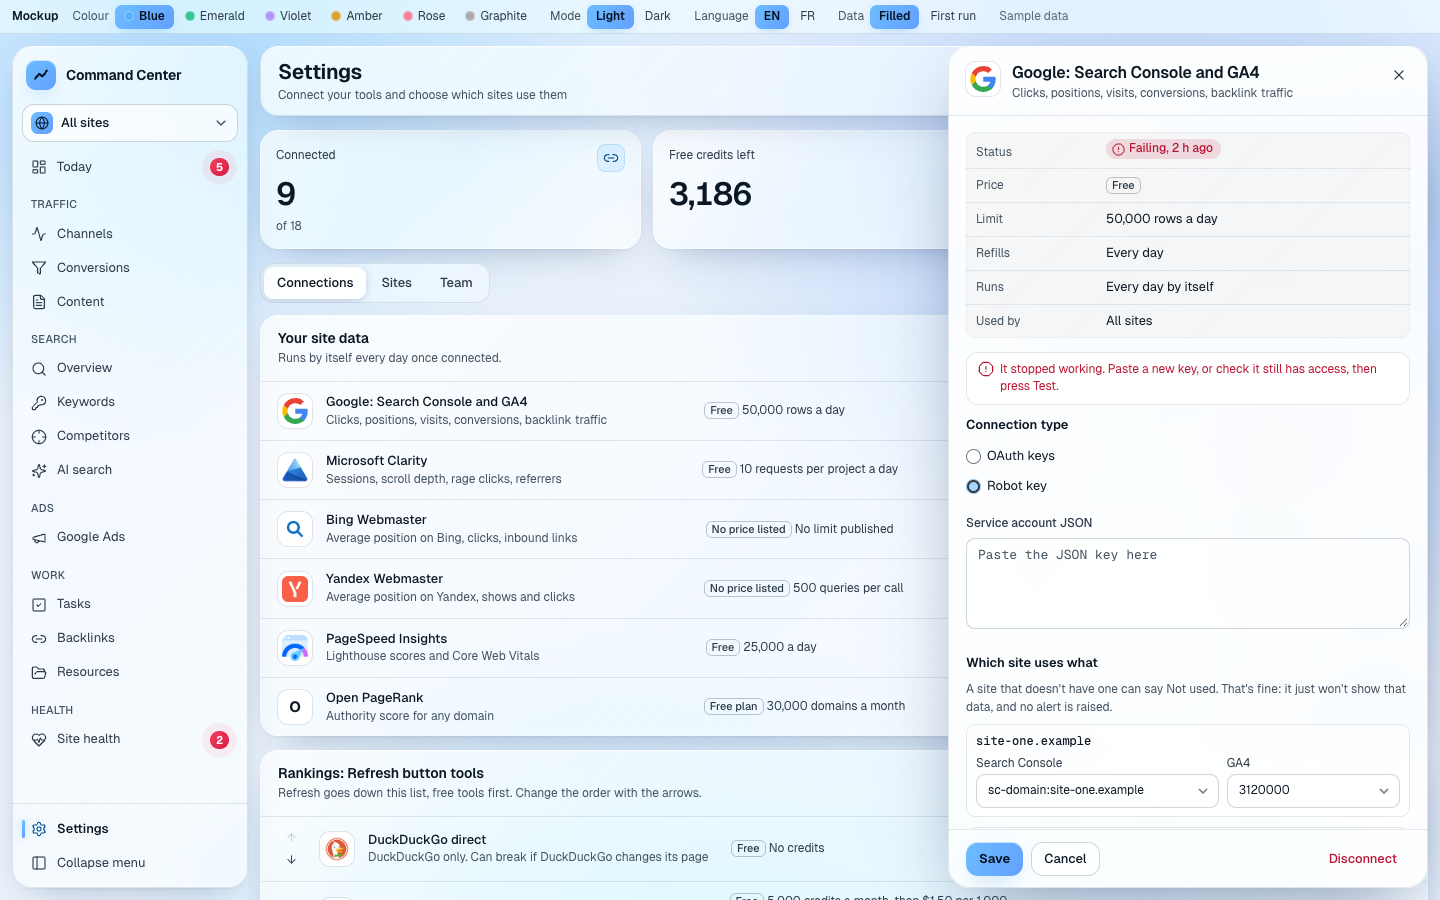 Mockup Colour Blue Emerald Violet Amber Rose Graphite Mode Light Dark Language EN FR Data Filled First run Sample data
Command Center
All sites
Today 5
TRAFFIC
Channels
Conversions
Content
SEARCH
Overview
Keywords
Competitors
AI search
ADS
Google Ads
WORK
Tasks
Backlinks
Resources
HEALTH
Site health 2
Settings
Collapse menu
Settings
Connect your tools and choose which sites use them
Connected
9
of 18
Free credits left
3,186
Connections Sites Team
Your site data
Runs by itself every day once connected.
Google: Search Console and GA4
Clicks, positions, visits, conversions, backlink traffic
Free 50,000 rows a day
Microsoft Clarity
Sessions, scroll depth, rage clicks, referrers
Free 10 requests per project a day
Bing Webmaster
Average position on Bing, clicks, inbound links
No price listed No limit published
Yandex Webmaster
Average position on Yandex, shows and clicks
No price listed 500 queries per call
PageSpeed Insights
Lighthouse scores and Core Web Vitals
Free 25,000 a day
O
Open PageRank
Authority score for any domain
Free plan 30,000 domains a month
Rankings: Refresh button tools
Refresh goes down this list, free tools first. Change the order with the arrows.
DuckDuckGo direct
DuckDuckGo only. Can break if DuckDuckGo changes its page
Free No credits
Free 5,000 credits a month, then $1.50 per 1,000
Google: Search Console and GA4
Clicks, positions, visits, conversions, backlink traffic
Status Failing, 2 h ago
Price Free
Limit 50,000 rows a day
Refills Every day
Runs Every day by itself
Used by All sites
It stopped working. Paste a new key, or check it still has access, then
press Test.
Connection type
OAuth keys
Robot key
Service account JSON
Paste the JSON key here
Which site uses what
A site that doesn't have one can say Not used. That's fine: it just won't show that
data, and no alert is raised.
site-one.example
Search Console GA4
sc-domain:site-one.example 3120000
Save Cancel Disconnect